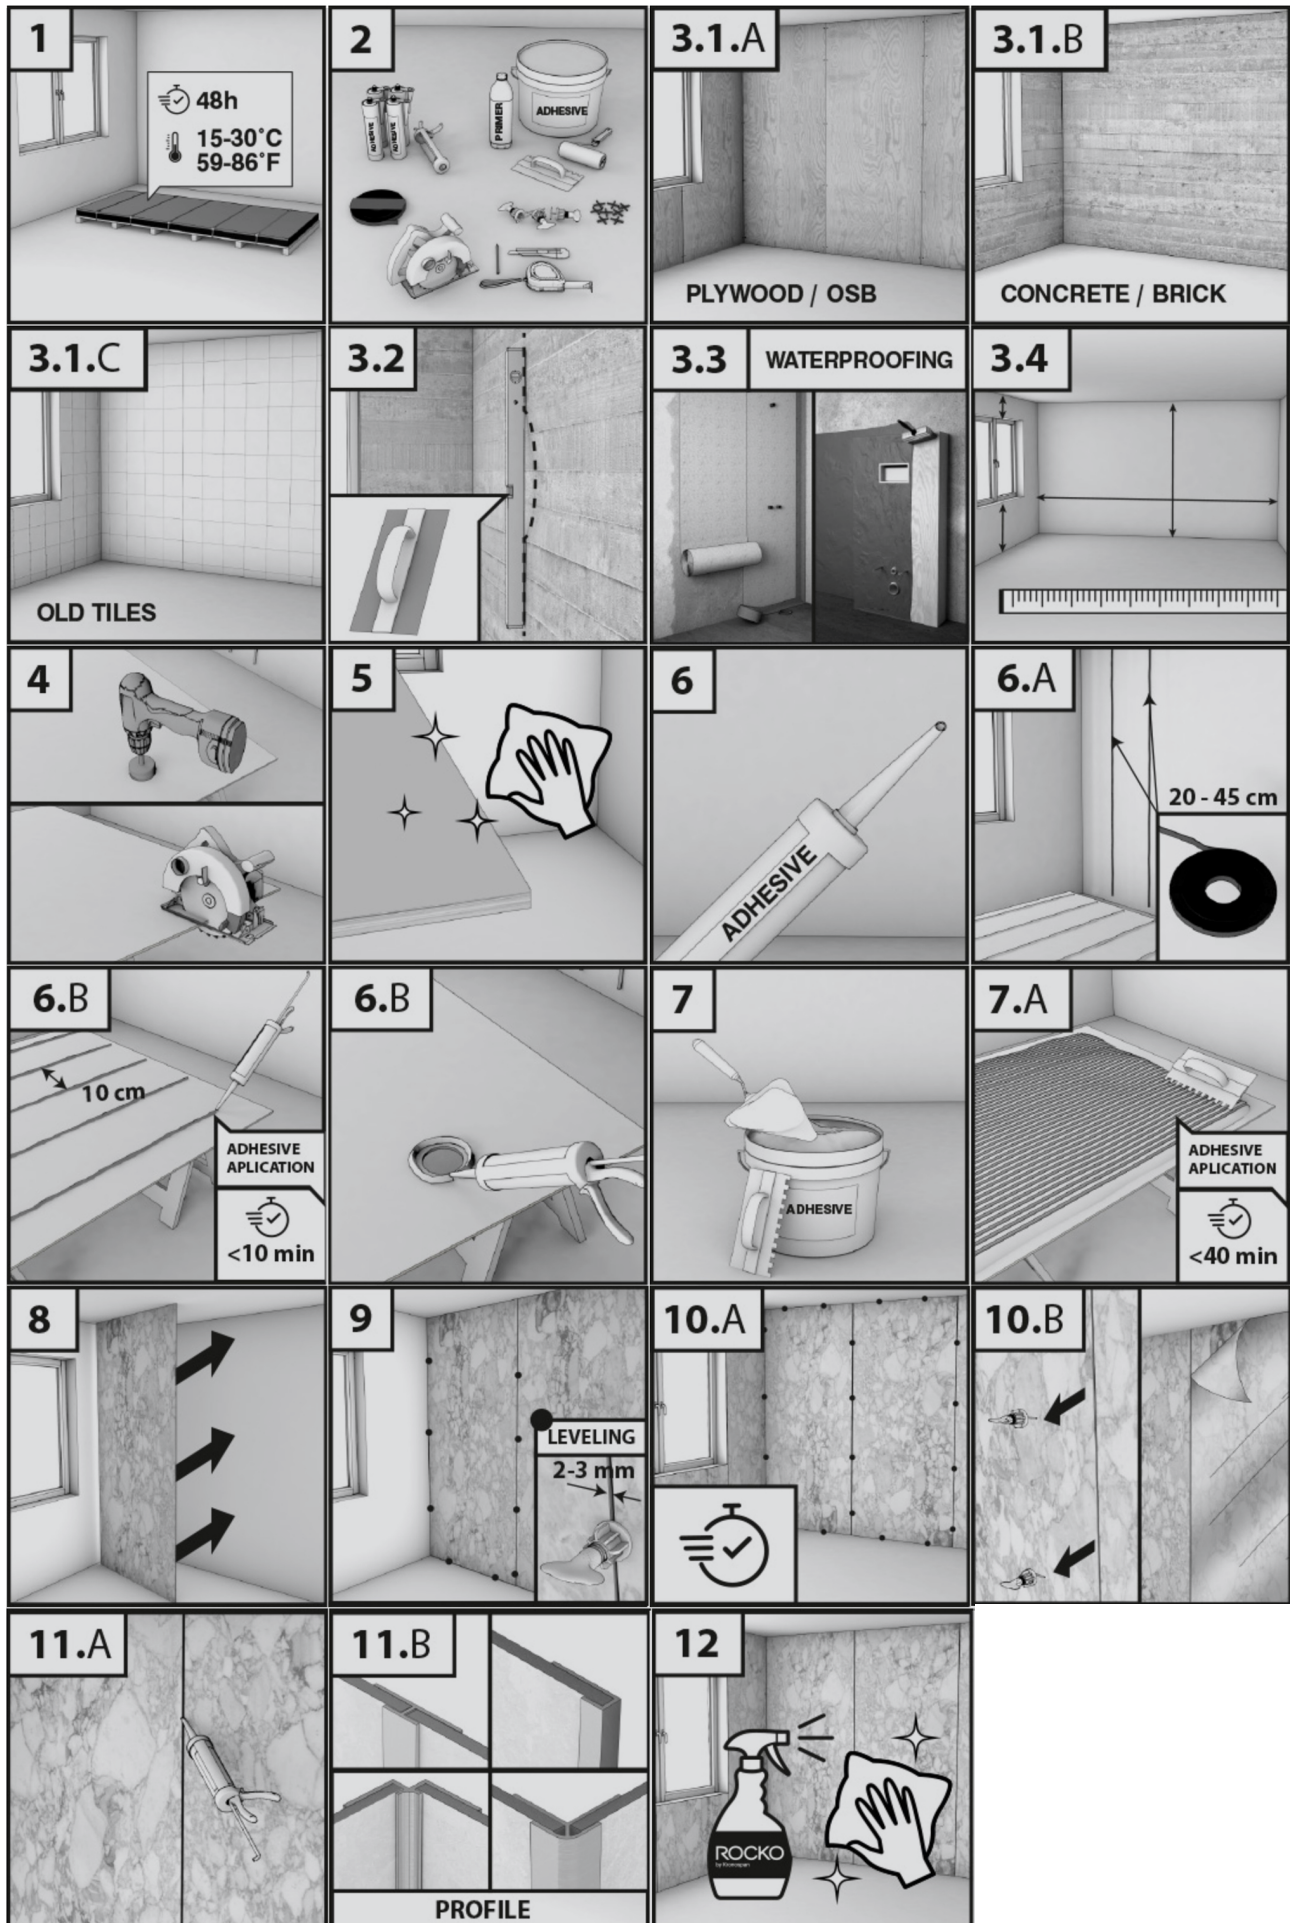 1
48h
15-30°C
59-86°F
2
ADHESIVE
ADHESIVE
PRIMER
ADHESIVE
3.1.A
PLYWOOD / OSB
3.1.B
CONCRETE / BRICK
3.1.C
OLD TILES
3.2
3.3
WATERPROOFING
3.4
4
5
6
ADHESIVE
6.A
20 - 45 cm
6.B
10 cm
ADHESIVE
APLICATION
<10 min
6.B
7
ADHESIVE
7.A
ADHESIVE
APLICATION
<40 min
8
9
LEVELING
2-3 mm
10.A
10.B
11.A
11.B
PROFILE
12
ROCKO
by Kronospan